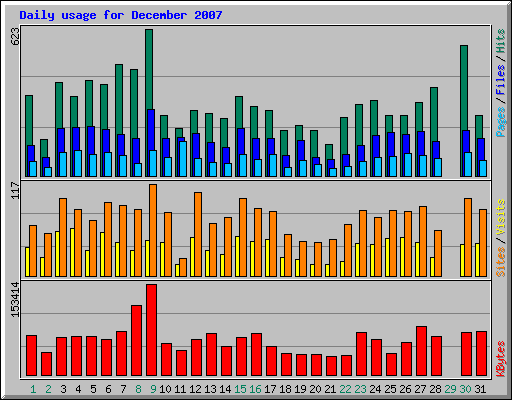 Daily usage for December 2007
623
Pages / Files / Hits
117
Sites / Visits
153414
KBytes
1 2 3 4 5 6 7 8 9 10 11 12 13 14 15 16 17 18 19 20 21 22 23 24 25 26 27 28 29 30 31